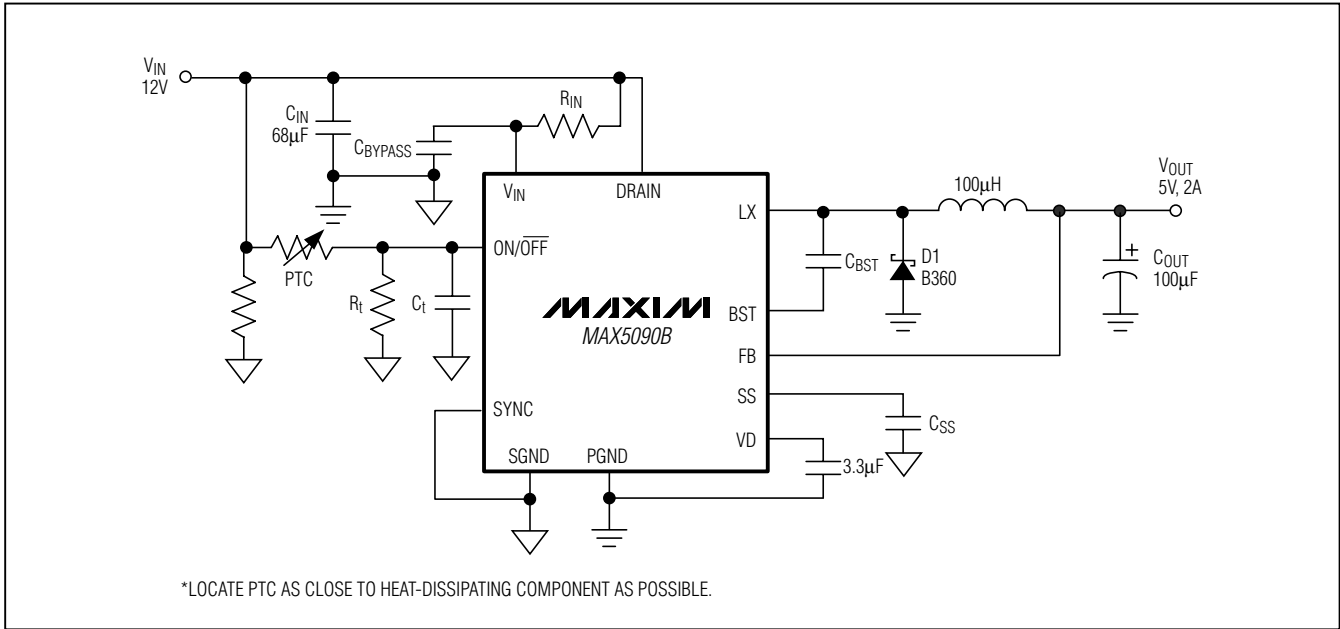 VIN
12V
CIN
68µF
CBYPASS
RIN
VIN
DRAIN
LX
100µH
VOUT
5V, 2A
ON/OFF
PTC
Rt
Ct
CBST
D1
B360
COUT
100µF
+
MAXIM
MAX5090B
BST
FB
SS
CSS
SYNC
VD
3.3µF
SGND
PGND
*LOCATE PTC AS CLOSE TO HEAT-DISSIPATING COMPONENT AS POSSIBLE.